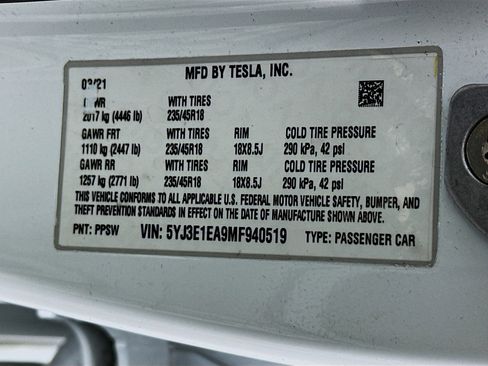 MFD BY TESLA, INC.
WITH TIRES
2017 kg (4446 lb) 235/45R18
GAWR FRT WITH TIRES RIM COLD TIRE PRESSURE
1110 kg (2447 lb) 235/45R18 18X8.5J 290 kPa, 42 psi
GAWR RR WITH TIRES RIM COLD TIRE PRESSURE
1257 kg (2771 lb) 235/45R18 18X8.5J 290 kPa, 42 psi
THIS VEHICLE CONFORMS TO ALL APPLICABLE U.S. FEDERAL MOTOR VEHICLE SAFETY, BUMPER, AND
THEFT PREVENTION STANDARDS IN EFFECT ON THE DATE OF MANUFACTURE SHOWN ABOVE.
PNT: PPSW VIN: 5YJ3E1EA9MF940519 TYPE: PASSENGER CAR